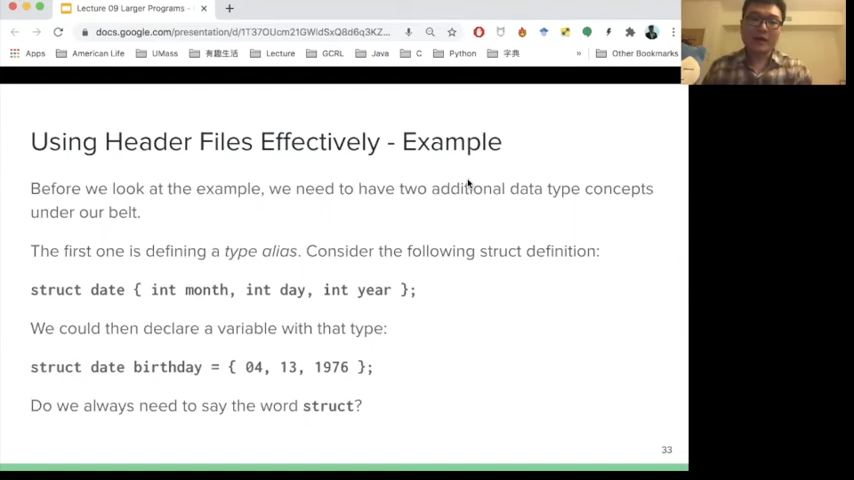 Lecture 09 Larger Programs -
docs.google.com/presentation/d/1T37OUcm21GWldSxQ8d6q3KZ...
Apps American Life UMass 有趣生活 Lecture GCRL Java C Python 字典 » Other Bookmarks
Using Header Files Effectively - Example
Before we look at the example, we need to have two additional data type concepts
under our belt.
The first one is defining a type alias. Consider the following struct definition:
struct date { int month, int day, int year };
We could then declare a variable with that type:
struct date birthday = { 04, 13, 1976 };
Do we always need to say the word struct?
33